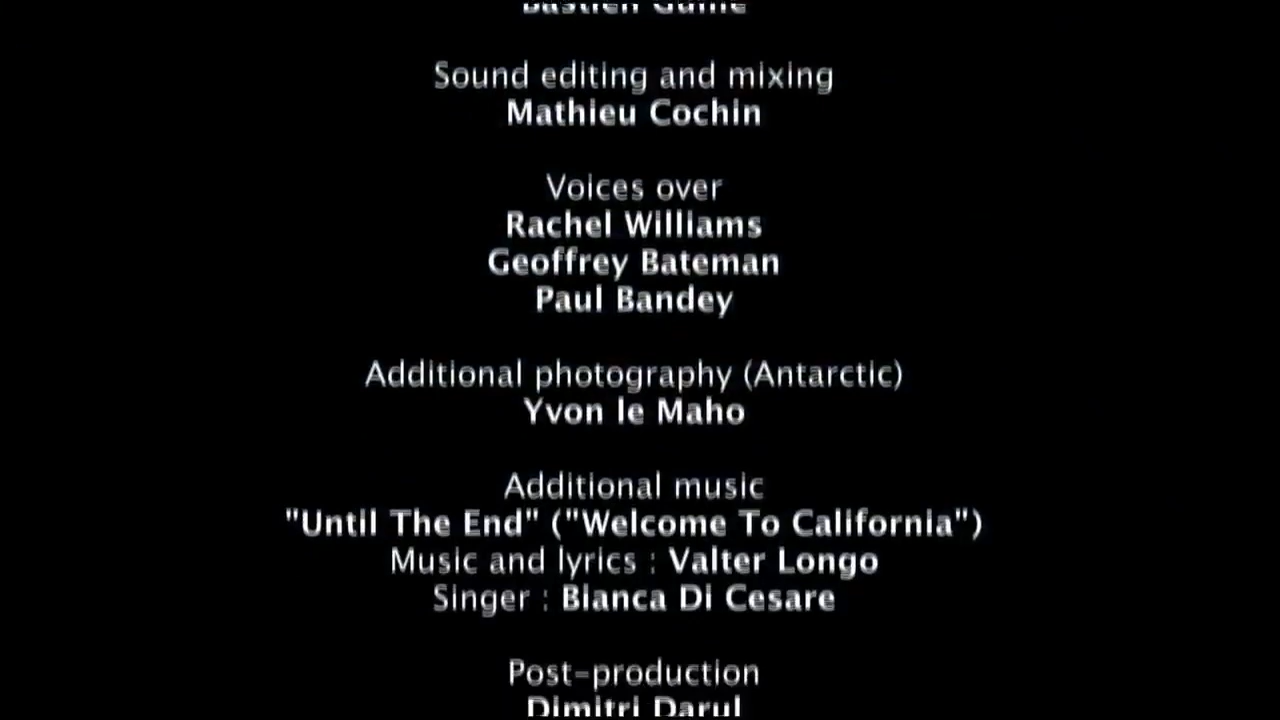 Sound editing and mixing
Mathieu Cochin
Voices over
Rachel Williams
Geoffrey Bateman
Paul Bandey
Additional photography (Antarctic)
Yvon le Maho
Additional music
"Until The End" ("Welcome To California")
Music and lyrics : Valter Longo
Singer : Bianca Di Cesare
Post-production
Dimitri Darul